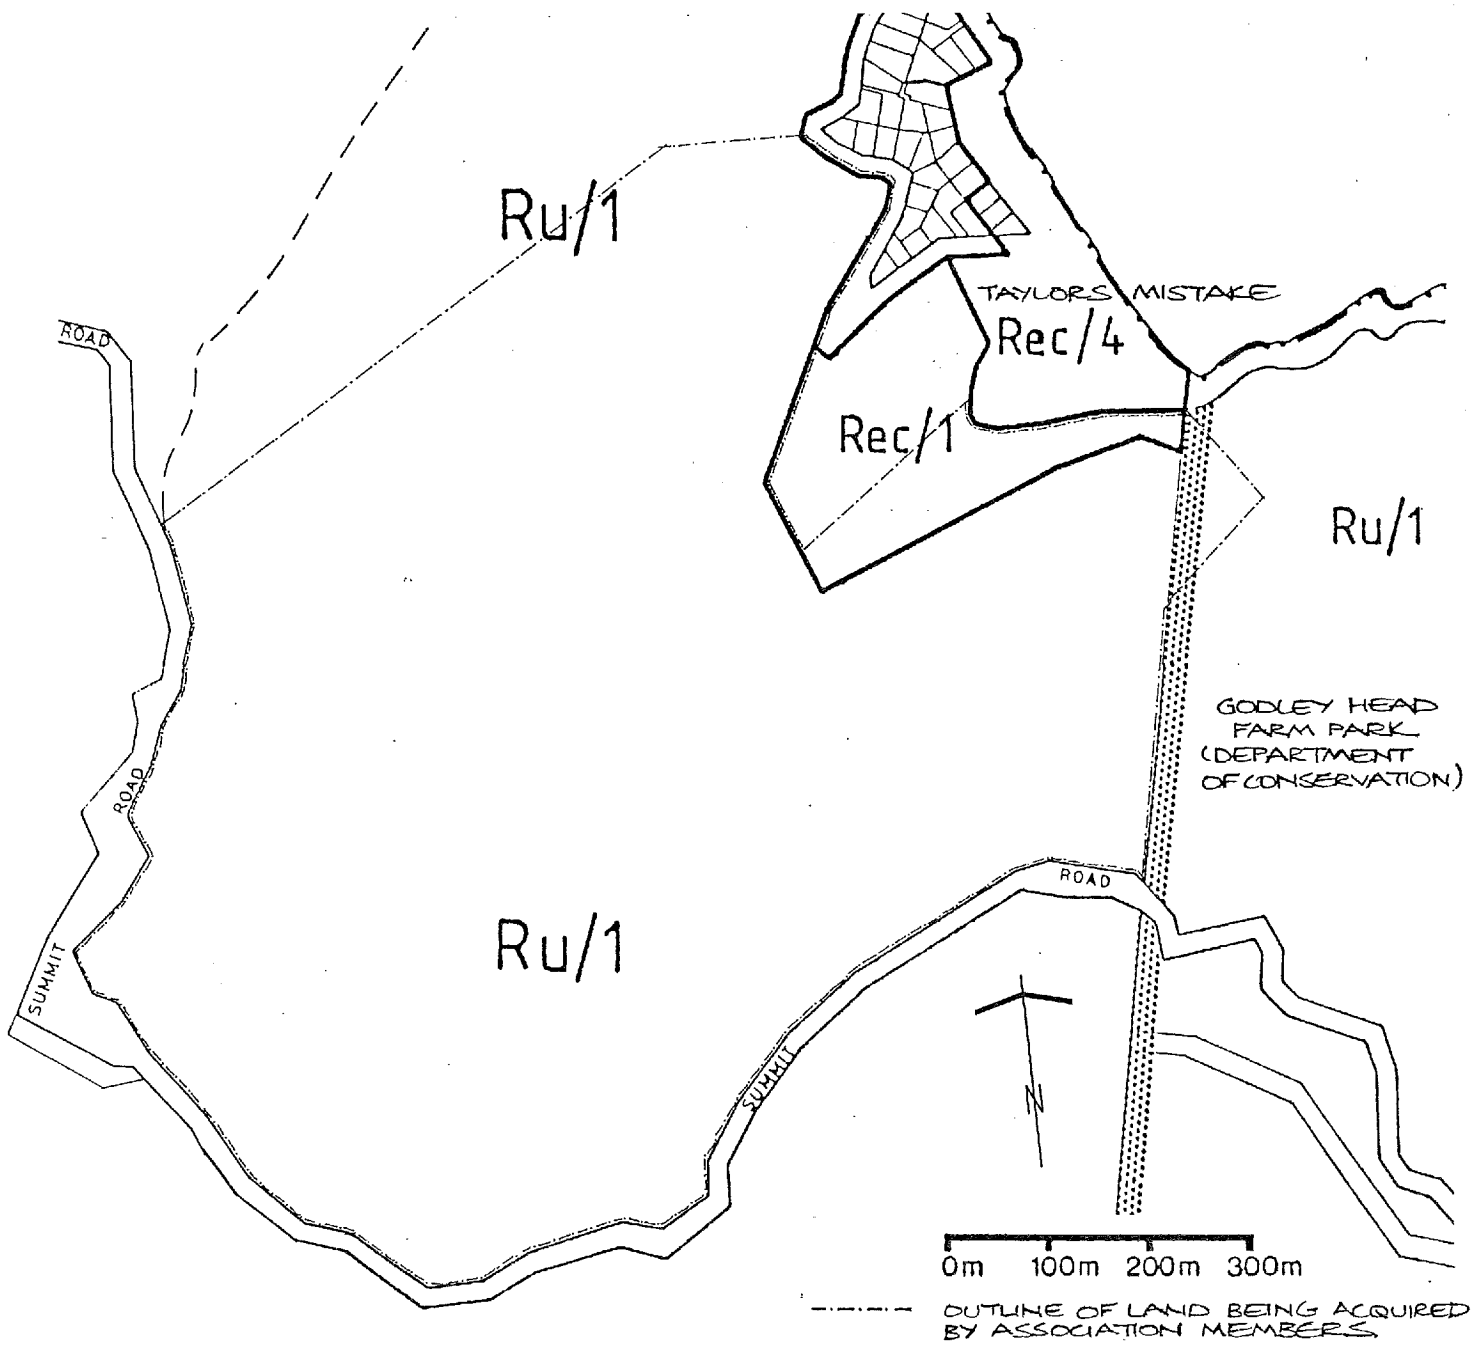 Ru/1
TAYLORS MISTAKE
Rec/4
ROAD
Rec/1
Ru/1
GODLEY HEAD
FARM PARK
(DEPARTMENT
OF CONSERVATION)
ROAD
ROAD
Ru/1
SUMMIT
SUMMIT
N
0m 100m 200m 300m
OUTLINE OF LAND BEING ACQUIRED
BY ASSOCIATION MEMBERS